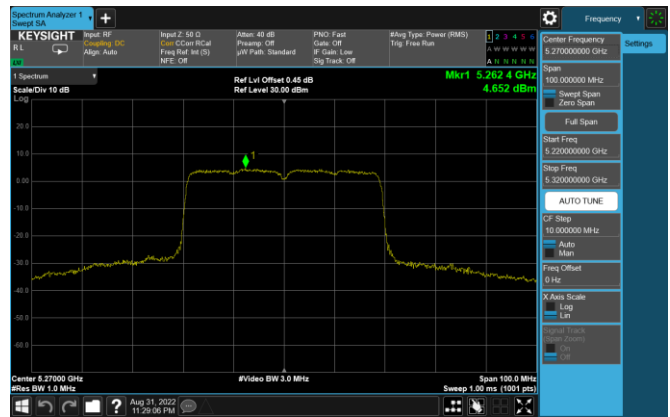 Spectrum Analyzer 1
Swept SA
Frequency
KEYSIGHT
RL
Input: RF
Coupling: DC
Align: Auto
Input Z: 50 Ω
Corr CCorr RCal
Freq Ref: Int (S)
NFE: Off
Atten: 40 dB
Preamp: Off
µW Path: Standard
PNO: Fast
Gate: Off
IF Gain: Low
Sig Track: Off
#Avg Type: Power (RMS)
Trig: Free Run
1 2 3 4 5 6
A W W W W W
A N N N N N
1 Spectrum
Scale/Div 10 dB
Log
Ref Lvl Offset 0.45 dB
Ref Level 30.00 dBm
Mkr1 5.262 4 GHz
4.652 dBm
1
20.0
10.0
0.00
-10.0
-20.0
-30.0
-40.0
-50.0
-60.0
Center 5.27000 GHz
#Res BW 1.0 MHz
#Video BW 3.0 MHz
Span 100.0 MHz
Sweep 1.00 ms (1001 pts)
Aug 31, 2022
11:29:06 PM
Center Frequency
5.270000000 GHz
Settings
Span
100.000000 MHz
Swept Span
Zero Span
Full Span
Start Freq
5.220000000 GHz
Stop Freq
5.320000000 GHz
AUTO TUNE
CF Step
10.000000 MHz
Auto
Man
Freq Offset
0 Hz
X Axis Scale
Log
Lin
Signal Track
(Span Zoom)
On
Off